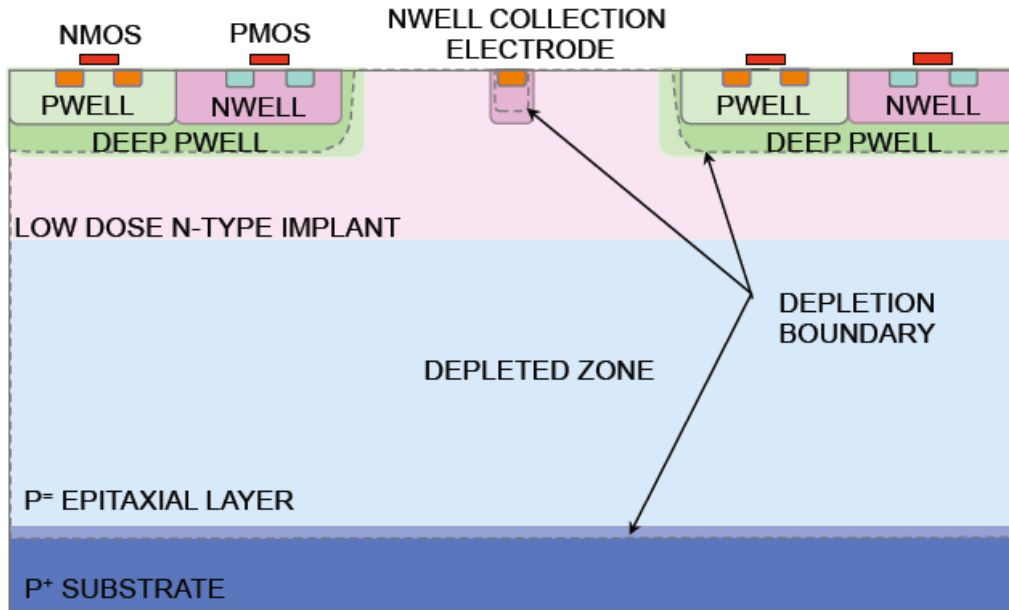 NMOS
PMOS
NWELL COLLECTION
ELECTRODE
PWELL
NWELL
PWELL
NWELL
DEEP PWELL
DEEP PWELL
LOW DOSE N-TYPE IMPLANT
DEPLETION
BOUNDARY
DEPLETED ZONE
P⁼ EPITAXIAL LAYER
P⁺ SUBSTRATE